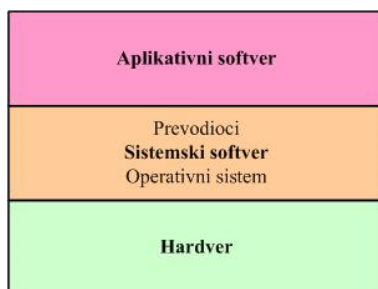 Aplikativni softver
Prevodioci
Sistemski softver
Operativni sistem
Hardver